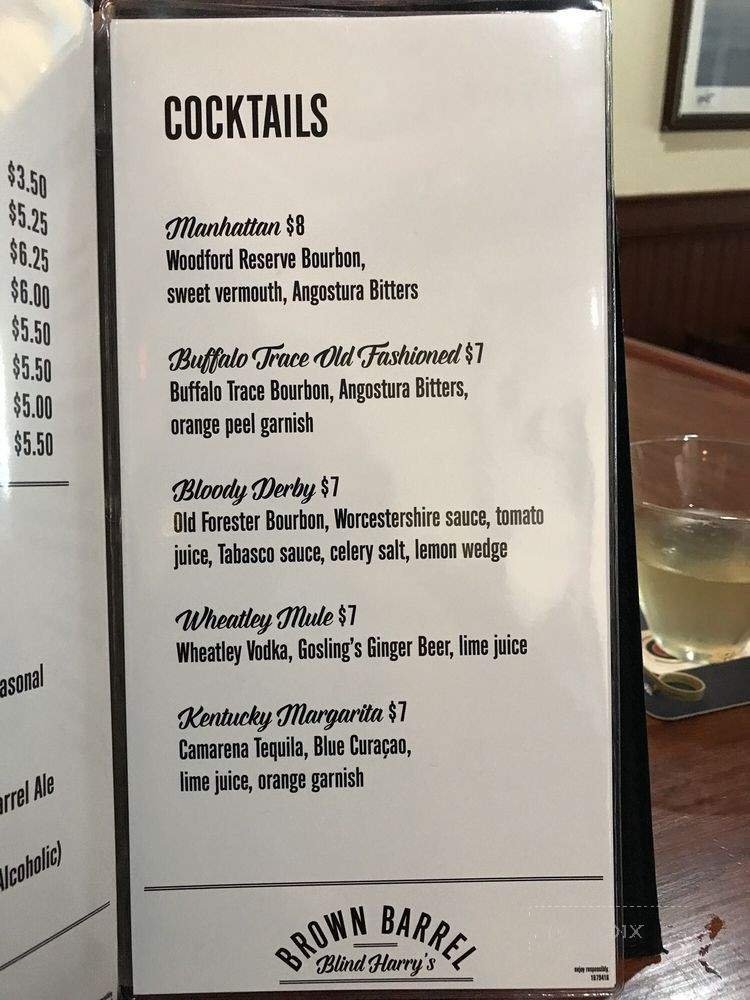 $3.50
$5.25
$6.25
$6.00
$5.50
$5.50
$5.00
$5.50
asonal
arrel Ale
Alcoholic)
COCKTAILS
Manhattan $8
Woodford Reserve Bourbon,
sweet vermouth, Angostura Bitters
Buffalo Trace Old Fashioned $7
Buffalo Trace Bourbon, Angostura Bitters,
orange peel garnish
Bloody Derby $7
Old Forester Bourbon, Worcestershire sauce, tomato
juice, Tabasco sauce, celery salt, lemon wedge
Wheatley Mule $7
Wheatley Vodka, Gosling's Ginger Beer, lime juice
Kentucky Margarita $7
Camarena Tequila, Blue Curaçao,
lime juice, orange garnish
BROWN BARREL
Blind Harry's
enjoy responsibly.
1879416